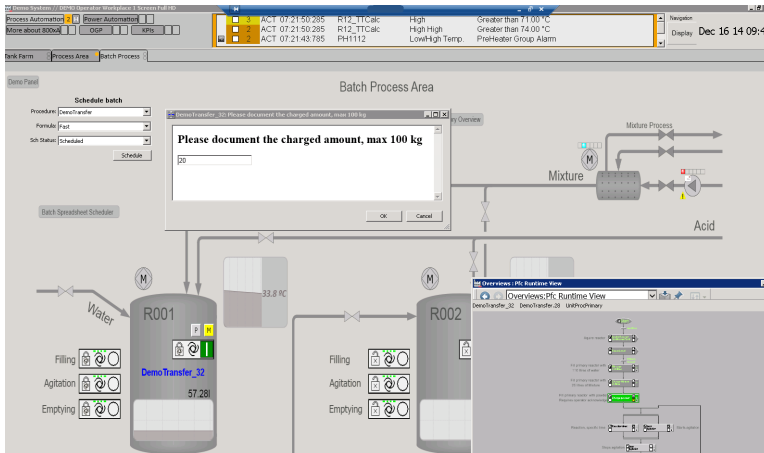 Demo System // DEMO Operator Workplace 1 Screen Full HD
Process Automation 2 Power Automation
More about 800xA OGP KPIs
3 ACT 07:21:50:285 R12_TTCalc High Greater than 71.00 °C
2 ACT 07:21:50:285 R12_TTCalc High High Greater than 74.00 °C
2 ACT 07:21:43:785 PH1112 Low/High Temp. PreHeater Group Alarm
Navigation
Display Dec 16 14 09:4
Tank Farm Process Area Batch Process
Demo Panel
Batch Process Area
Schedule batch
Procedure: DemoTransfer
Formula: Fast
Sch Status: Scheduled
Schedule
DemoTransfer_32: Please document the charged amount, max 100 kg
Please document the charged amount, max 100 kg
20
OK Cancel
ry Overview
Mixture Process
M
Mixture
Batch Spreadsheet Scheduler
Acid
33.8 ºC
M
M
Water
R001
P M
DemoTransfer_32
57.28l
Filling
Agitation
Emptying
R002
Filling
Agitation
Emptying
Overviews : Pfc Runtime View
Overviews:Pfc Runtime View
DemoTransfer_32 DemoTransfer.28 UnitProcPrimary